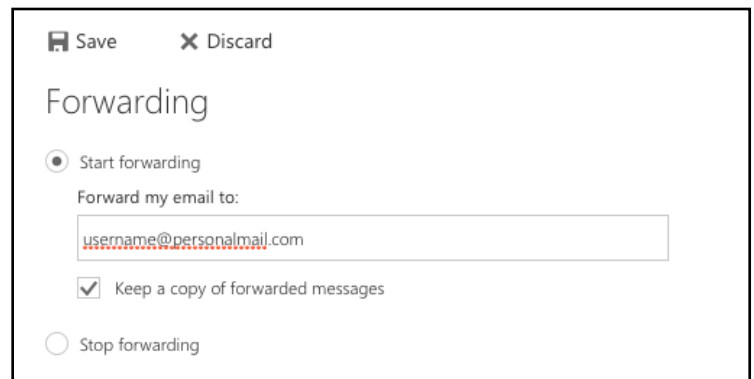 Save Discard
Forwarding
Start forwarding
Forward my email to:
username@personalmail.com
Keep a copy of forwarded messages
Stop forwarding